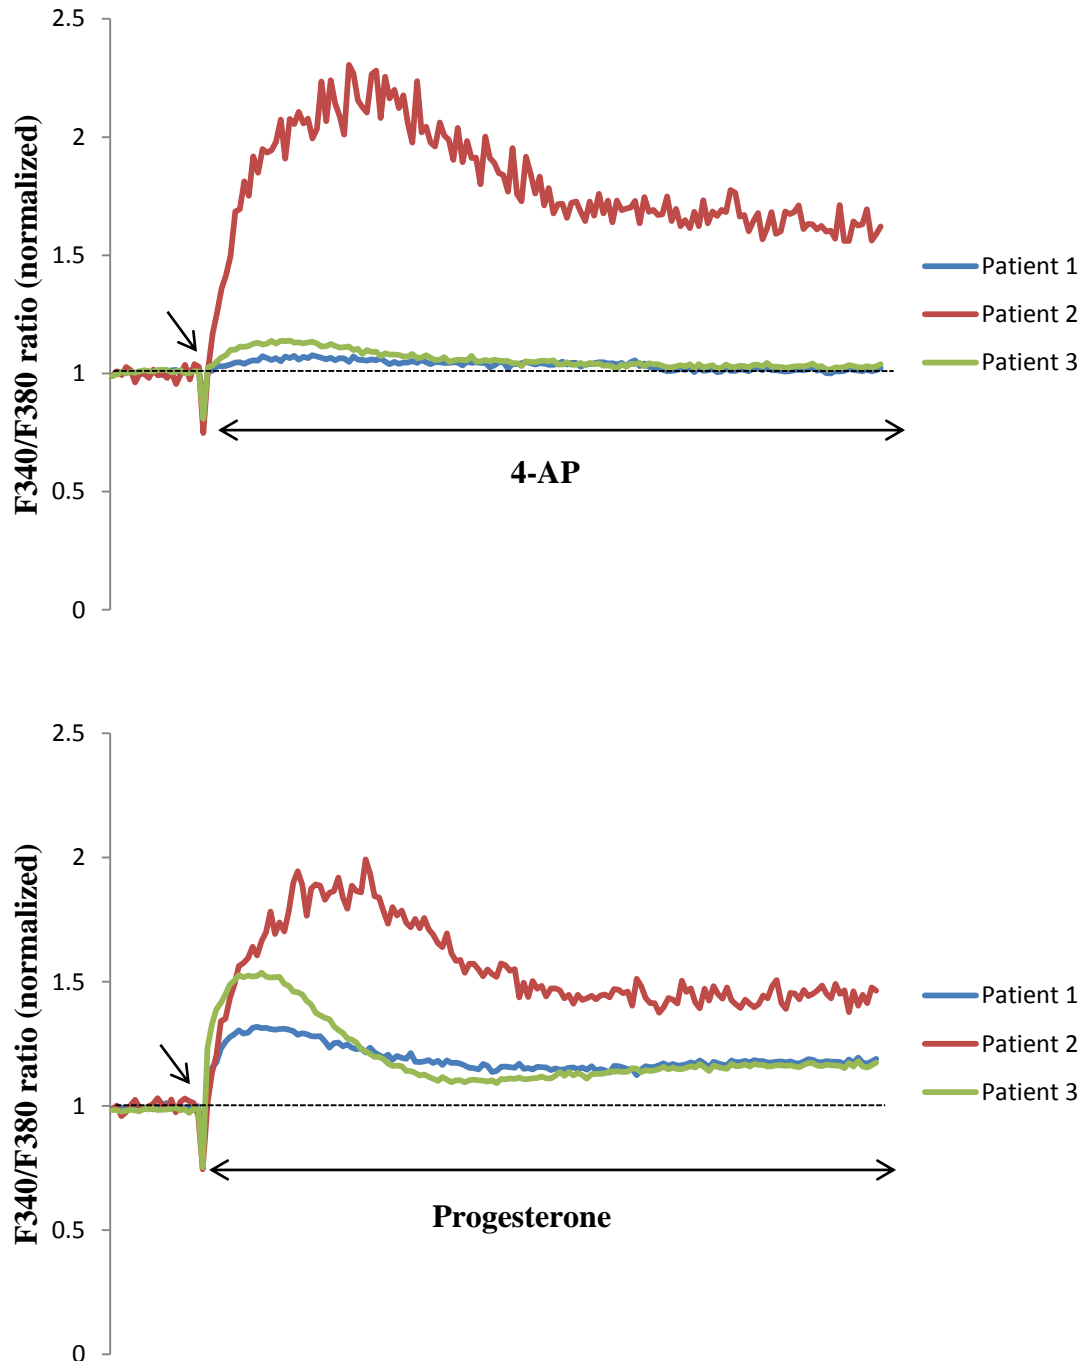 F340/F380 ratio (normalized)
2.5
2
1.5
1
0.5
0
4-AP
Patient 1
Patient 2
Patient 3
F340/F380 ratio (normalized)
2.5
2
1.5
1
0.5
0
Progesterone
Patient 1
Patient 2
Patient 3